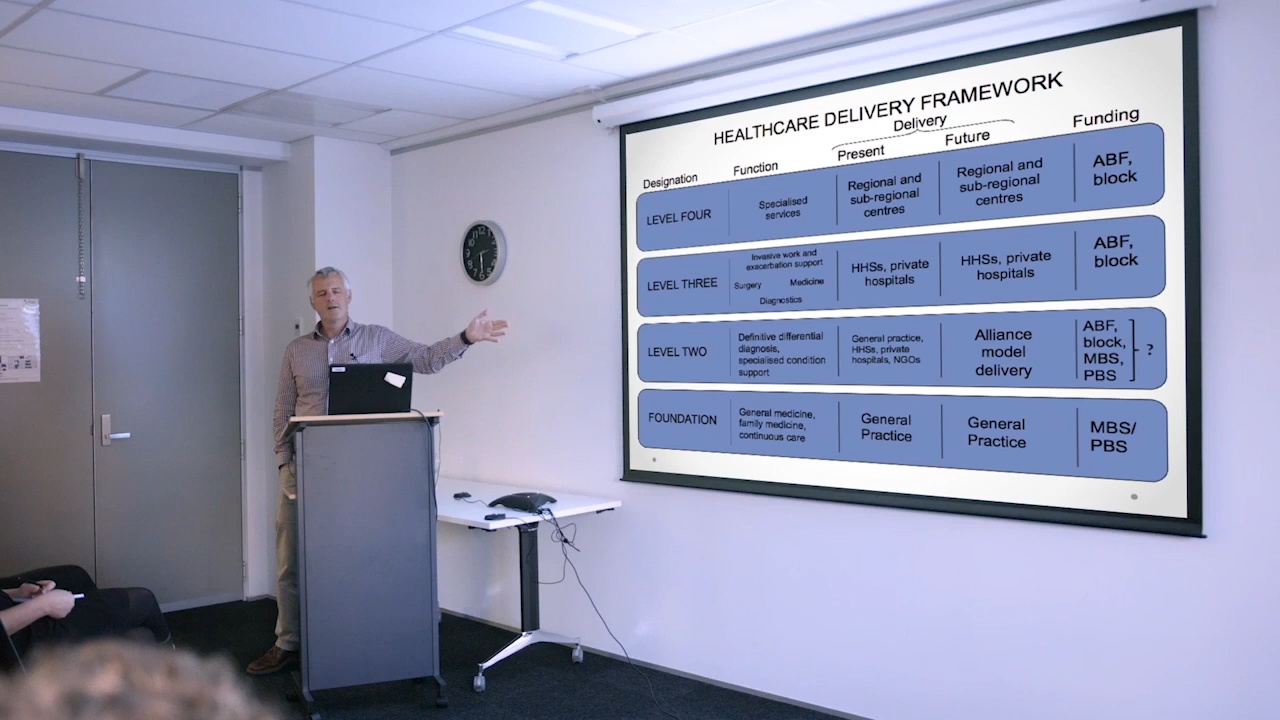 HEALTHCARE DELIVERY FRAMEWORK
Delivery
Designation
Function
Present
Future
Funding
LEVEL FOUR
Specialised
services
Regional and
sub-regional
centres
Regional and
sub-regional
centres
ABF,
block
LEVEL THREE
Invasive work and
exacerbation support
Surgery
Medicine
Diagnostics
HHSs, private
hospitals
HHSs, private
hospitals
ABF,
block
LEVEL TWO
Definitive differential
diagnosis,
specialised condition
support
General practice,
HHSs, private
hospitals, NGOs
Alliance
model
delivery
ABF,
block,
MBS,
PBS
?
FOUNDATION
General medicine,
family medicine,
continuous care
General
Practice
General
Practice
MBS/
PBS